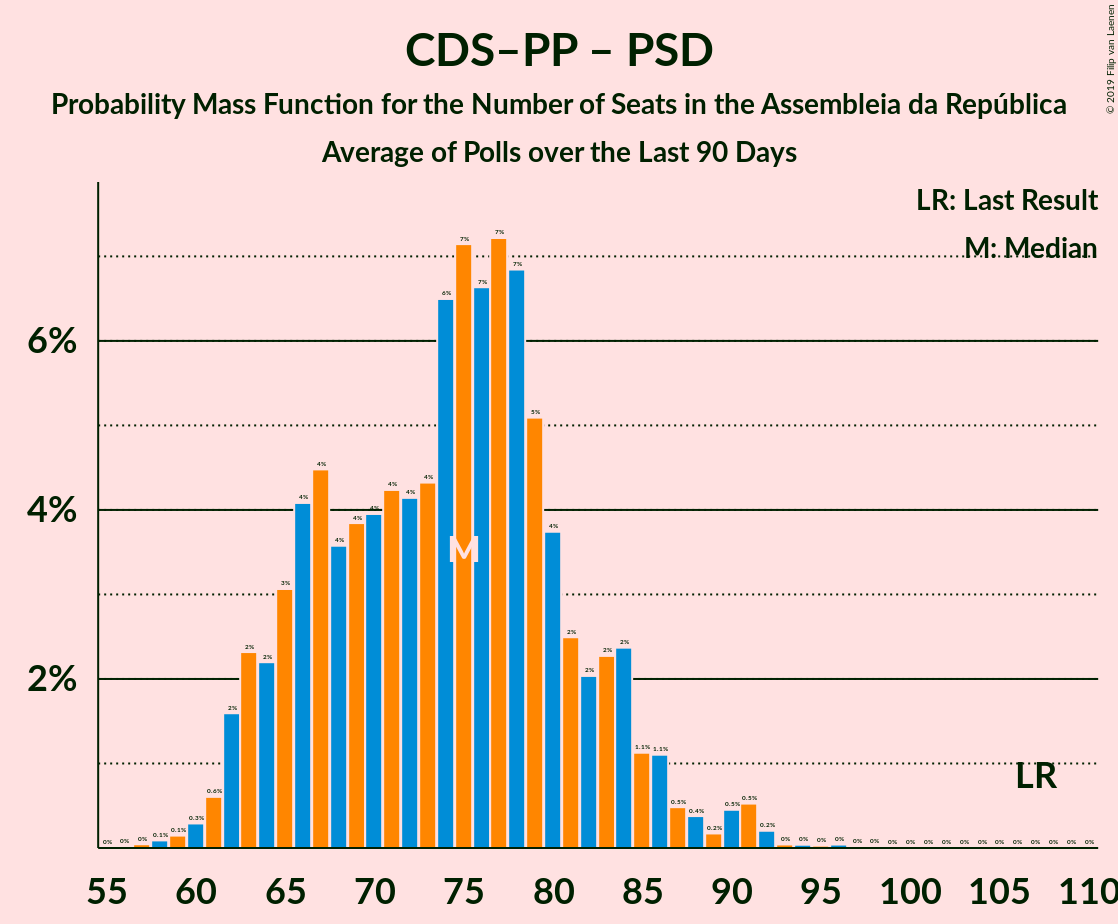 CDS–PP – PSD
Probability Mass Function for the Number of Seats in the Assembleia da República
Average of Polls over the Last 90 Days
© 2019 Filip van Laenen
LR: Last Result
M: Median
6%
4%
2%
0% 0% 0% 0.1% 0.1% 0.3% 0.6% 2% 2% 2% 3% 4% 4% 4% 4% 4% 4% 4% 4% 6% 7% 7% 7% 7% 5% 4% 2% 2% 2% 2% 1.1% 1.1% 0.5% 0.4% 0.2% 0.5% 0.5% 0.2% 0% 0% 0% 0% 0% 0% 0% 0% 0% 0% 0% 0% 0% 0% 0% 0% 0% 0%
M
LR
55 60 65 70 75 80 85 90 95 100 105 110